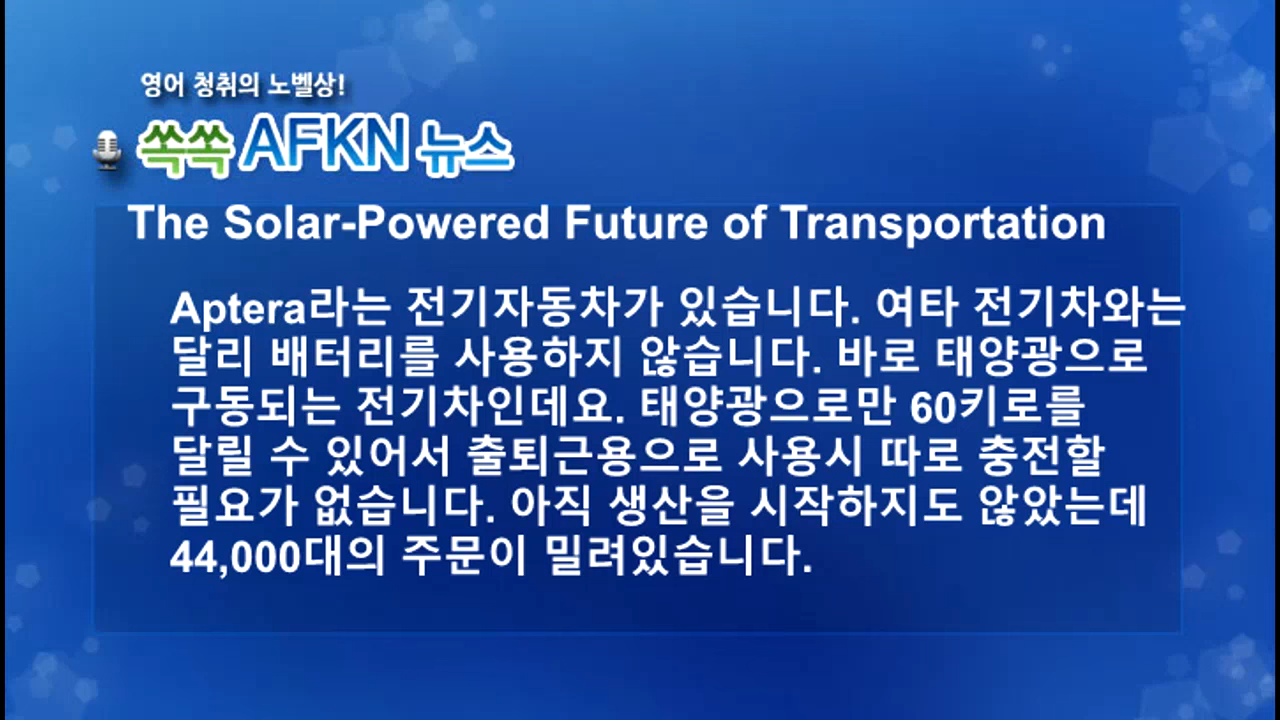 영어 청취의 노벨상!
쏙쏙 AFKN 뉴스
The Solar-Powered Future of Transportation
Aptera라는 전기자동차가 있습니다. 여타 전기차와는
달리 배터리를 사용하지 않습니다. 바로 태양광으로
구동되는 전기차인데요. 태양광으로만 60키로를
달릴 수 있어서 출퇴근용으로 사용시 따로 충전할
필요가 없습니다. 아직 생산을 시작하지도 않았는데
44,000대의 주문이 밀려있습니다.